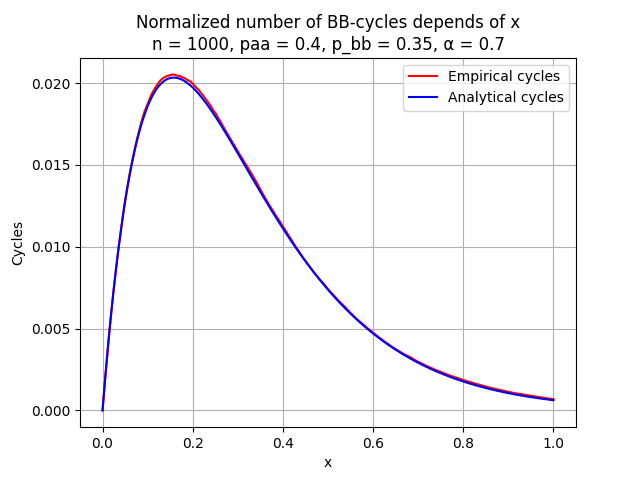 Normalized number of BB-cycles depends of x
n = 1000, paa = 0.4, p_bb = 0.35, α = 0.7
Empirical cycles
Analytical cycles
Cycles
0.020
0.015
0.010
0.005
0.000
0.0 0.2 0.4 0.6 0.8 1.0
x